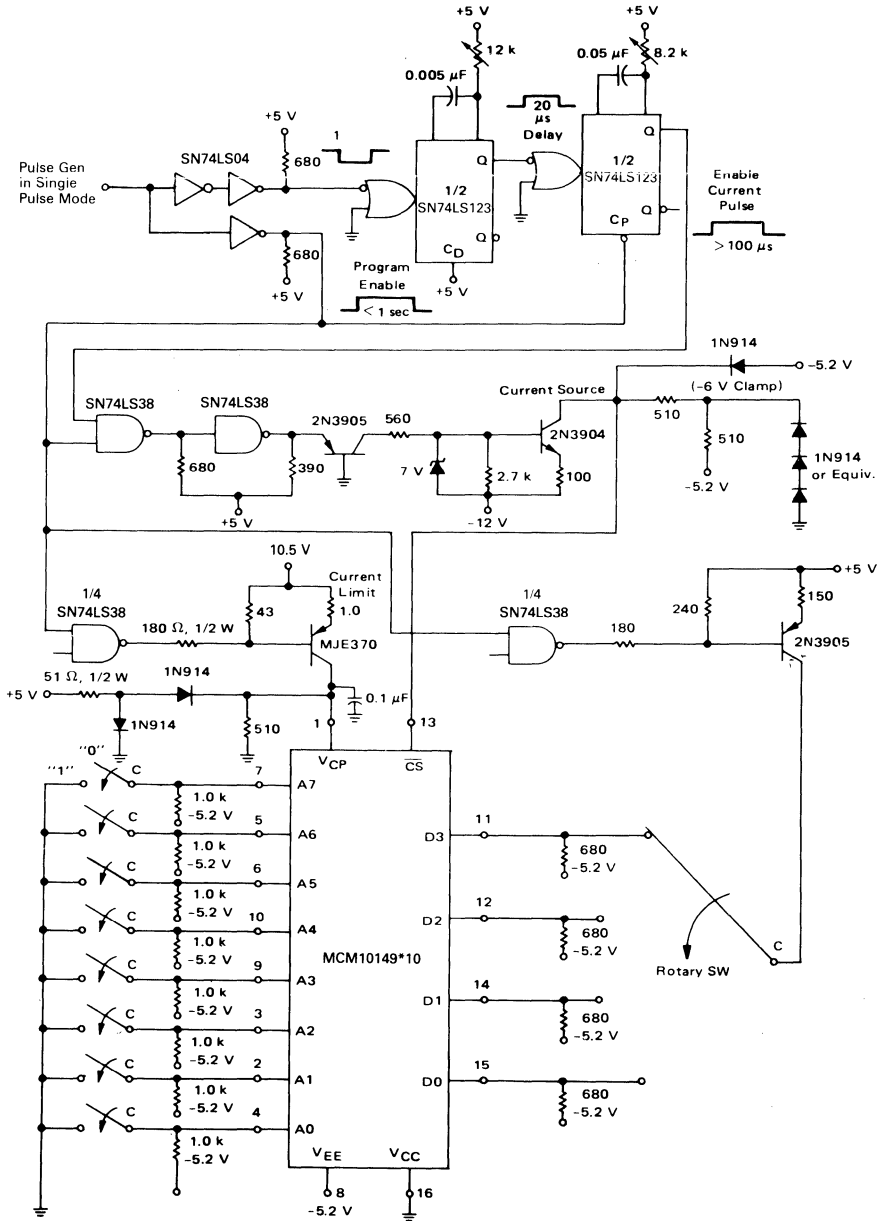 +5 V
+5 V
12 k
0.05 μF
8.2 k
0.005 μF
20
μs
Delay
+5 V
1
SN74LS04
680
Pulse Gen
in Single
Pulse Mode
Q
1/2
SN74LS123
Q
CD
+5 V
Q
1/2
SN74LS123
Q
CP
Enable
Current
Pulse
> 100 μs
680
+5 V
Program
Enable
< 1 sec
1N914
-5.2 V
(-6 V Clamp)
SN74LS38
SN74LS38
680
390
+5 V
2N3905
560
7 V
2.7 k
-12 V
Current Source
2N3904
100
510
510
-5.2 V
1N914
or Equiv.
10.5 V
Current
Limit
1.0
43
1/4
SN74LS38
180 Ω, 1/2 W
MJE370
1/4
SN74LS38
180
240
+5 V
150
2N3905
51 Ω, 1/2 W
+5 V
1N914
1N914
510
0.1 μF
1
13
VCP
CS
"1"
"0"
C
7
A7
1.0 k
-5.2 V
C
5
A6
1.0 k
-5.2 V
C
6
A5
1.0 k
-5.2 V
C
10
A4
1.0 k
-5.2 V
C
9
A3
1.0 k
-5.2 V
C
3
A2
1.0 k
-5.2 V
C
2
A1
1.0 k
-5.2 V
C
4
A0
1.0 k
-5.2 V
MCM10149*10
D3
11
680
-5.2 V
D2
12
680
-5.2 V
D1
14
680
-5.2 V
D0
15
680
-5.2 V
Rotary SW
C
VEE
VCC
8
-5.2 V
16